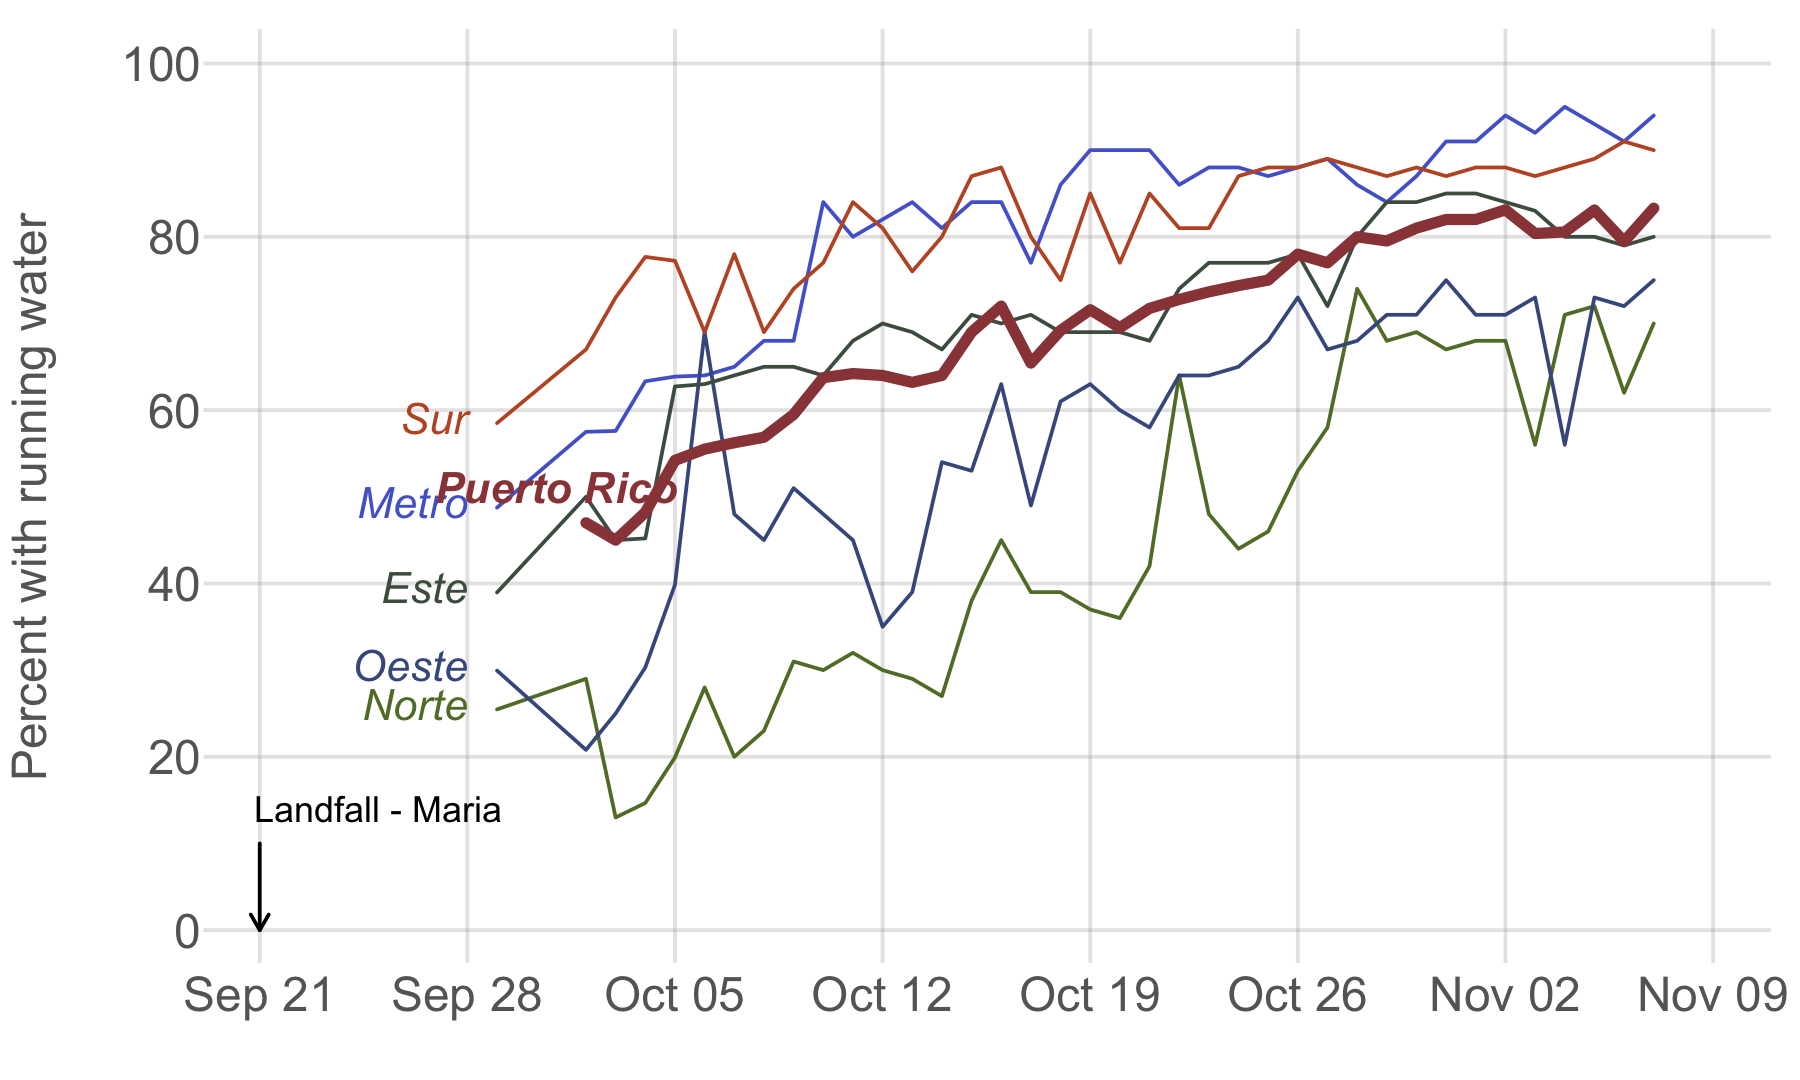 Percent with running water
100
80
60
40
20
0
Sur
Puerto Rico
Metro
Este
Oeste
Norte
Landfall - Maria
Sep 21 Sep 28 Oct 05 Oct 12 Oct 19 Oct 26 Nov 02 Nov 09